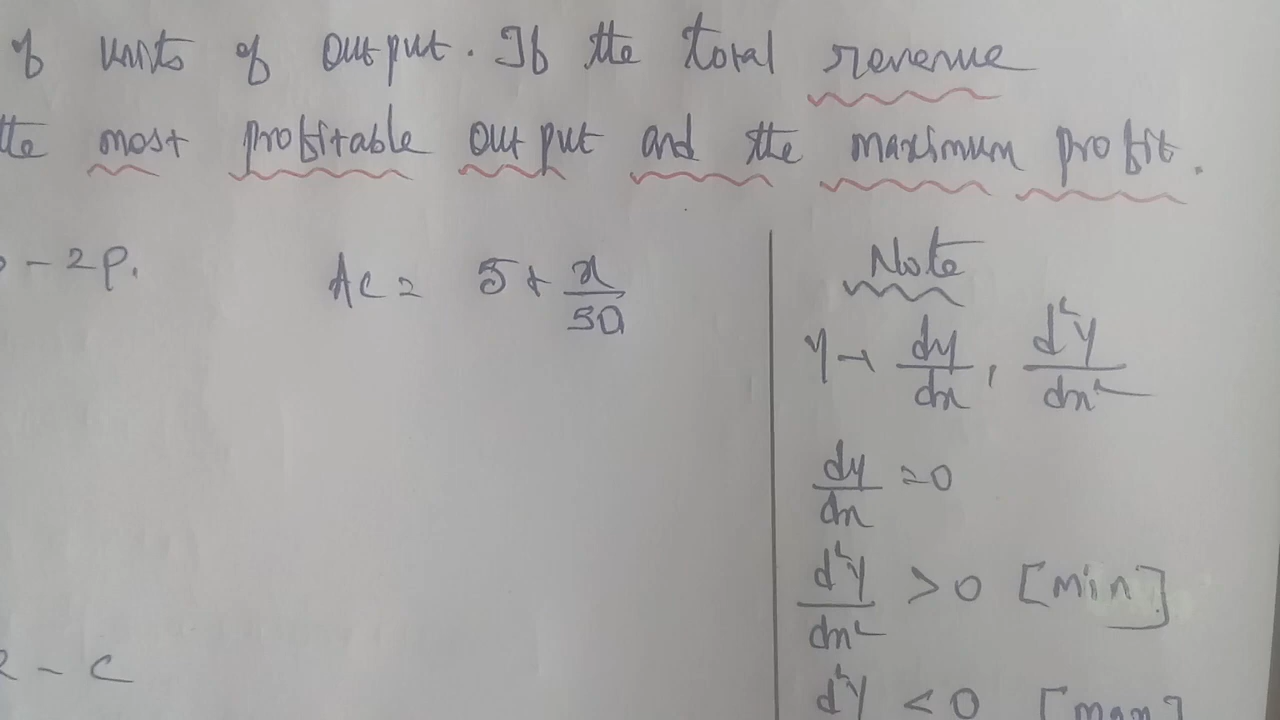 of units of output. If the total revenue
the most profitable output and the maximum profit.
- 2P.
AC = 5 + x/50
Note
y → dy/dx, d²y/dx²
dy/dx = 0
d²y/dx² > 0 [min]
- C
d²y < 0 [max]